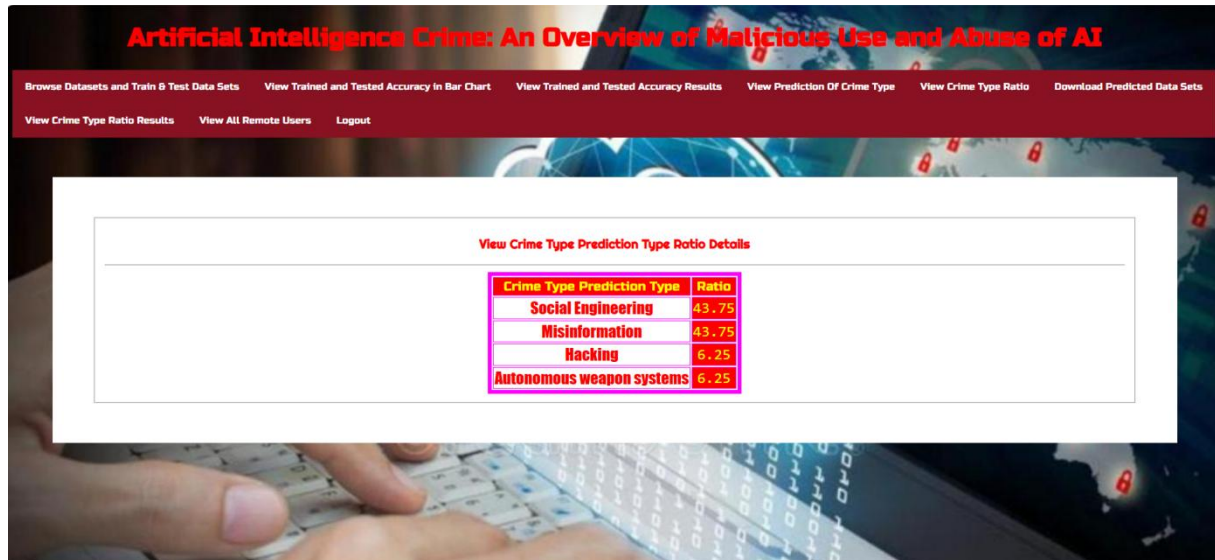 Artificial Intelligence Crime: An Overview of Malicious Use and Abuse of AI
Browse Datasets and Train & Test Data Sets View Trained and Tested Accuracy in Bar Chart View Trained and Tested Accuracy Results View Prediction Of Crime Type View Crime Type Ratio Download Predicted Data Sets
View Crime Type Ratio Results View All Remote Users Logout
View Crime Type Prediction Type Ratio Details
Crime Type Prediction Type Ratio
Social Engineering 43.75
Misinformation 43.75
Hacking 6.25
Autonomous weapon systems 6.25